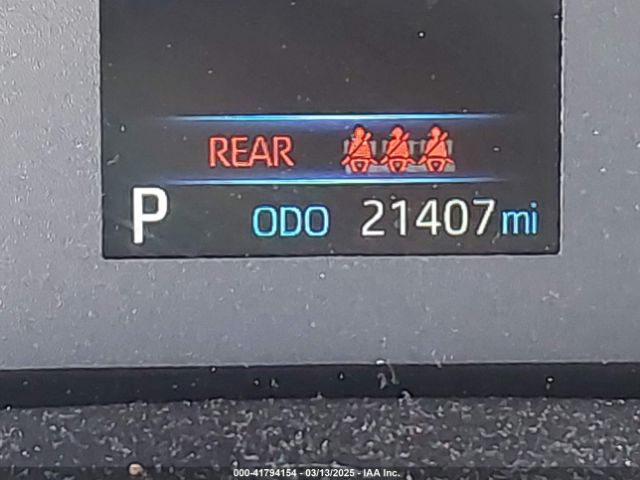 REAR
P ODO 21407 mi
000-41794154 - 03/13/2025 - IAA Inc.